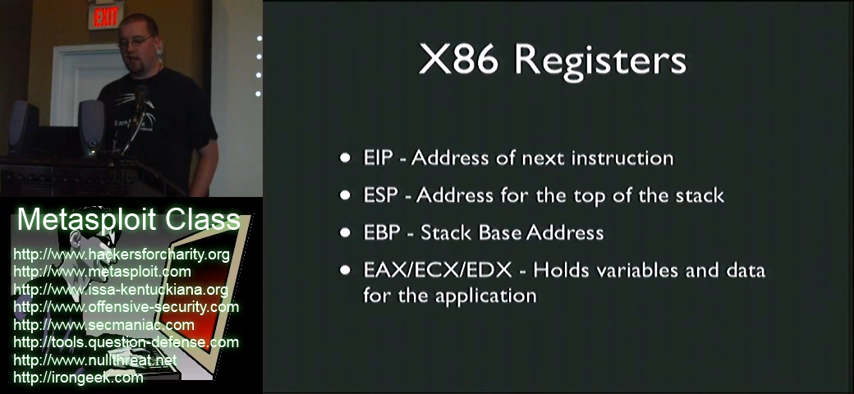 EXIT
X86 Registers
• EIP - Address of next instruction
• ESP - Address for the top of the stack
• EBP - Stack Base Address
• EAX/ECX/EDX - Holds variables and data
for the application
Metasploit Class
http://www.hackersforcharity.org
http://www.metasploit.com
http://www.issa-kentuckiana.org
http://www.offensive-security.com
http://www.secmaniac.com
http://tools.question-defense.com
http://www.nullthreat.net
http://irongeek.com